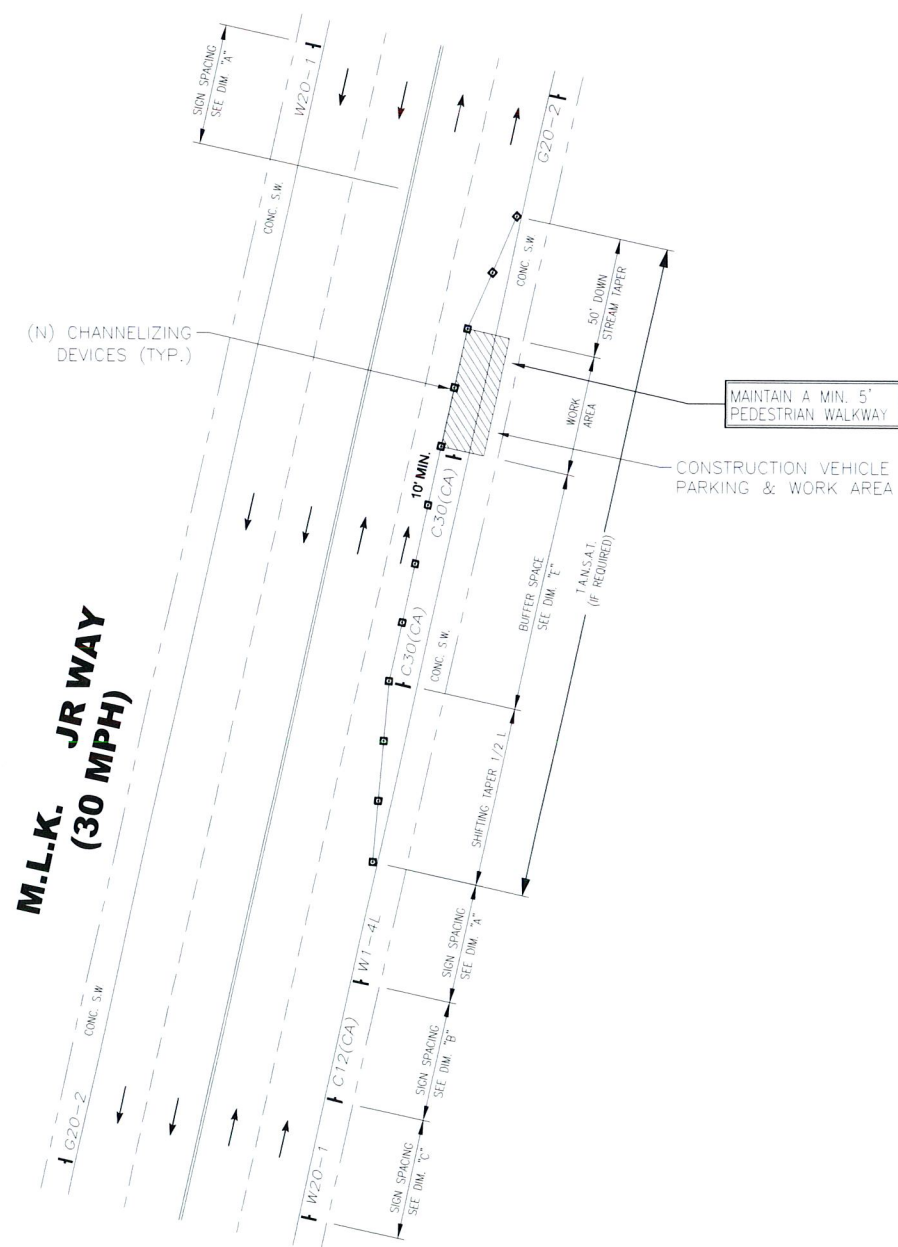 SIGN SPACING
SEE DIM. "A"
W20-1
G20-2
CONC. S.W.
CONC. S.W
50' DOWN
STREAM TAPER
(N) CHANNELIZING
DEVICES (TYP.)
MAINTAIN A MIN. 5'
PEDESTRIAN WALKWAY
WORK
AREA
CONSTRUCTION VEHICLE
PARKING & WORK AREA
10' MIN.
C30(CA)
T.A.N.S.A.T.
(IF REQUIRED)
BUFFER SPACE
SEE DIM. "E"
C30(CA)
CONC. S.W.
M.L.K. JR WAY
(30 MPH)
SHIFTING TAPER 1/2 L
SIGN SPACING
SEE DIM. "A"
W1-4L
CONC. S.W
SIGN SPACING
SEE DIM. "B"
C12(CA)
G20-2
SIGN SPACING
SEE DIM. "C"
W20-1